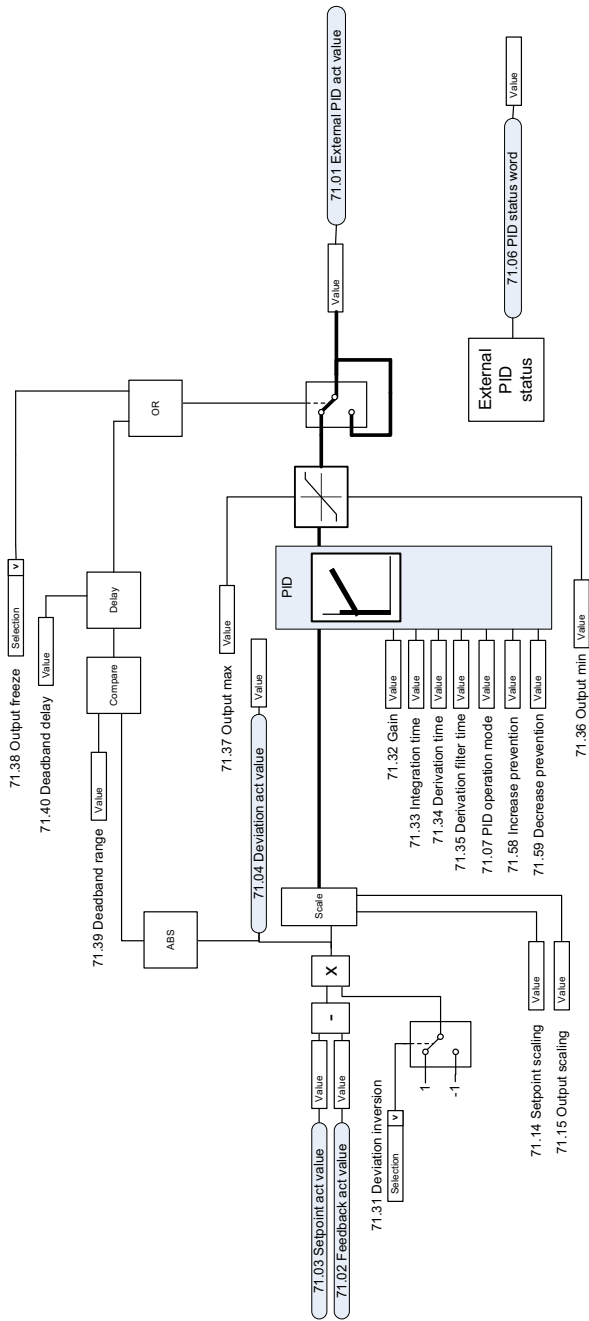 71.03 Setpoint act value
Value
71.02 Feedback act value
Value
-
X
71.31 Deviation inversion
Selection
v
1
-1
71.14 Setpoint scaling
Value
71.15 Output scaling
Value
Scale
ABS
71.04 Deviation act value
Value
71.39 Deadband range
Value
Compare
71.40 Deadband delay
Value
Delay
71.38 Output freeze
Selection
v
OR
71.37 Output max
Value
PID
71.32 Gain
Value
71.33 Integration time
Value
71.34 Derivation time
Value
71.35 Derivation filter time
Value
71.07 PID operation mode
Value
71.58 Increase prevention
Value
71.59 Decrease prevention
Value
71.36 Output min
Value
Value
71.01 External PID act value
External
PID
status
71.06 PID status word
Value